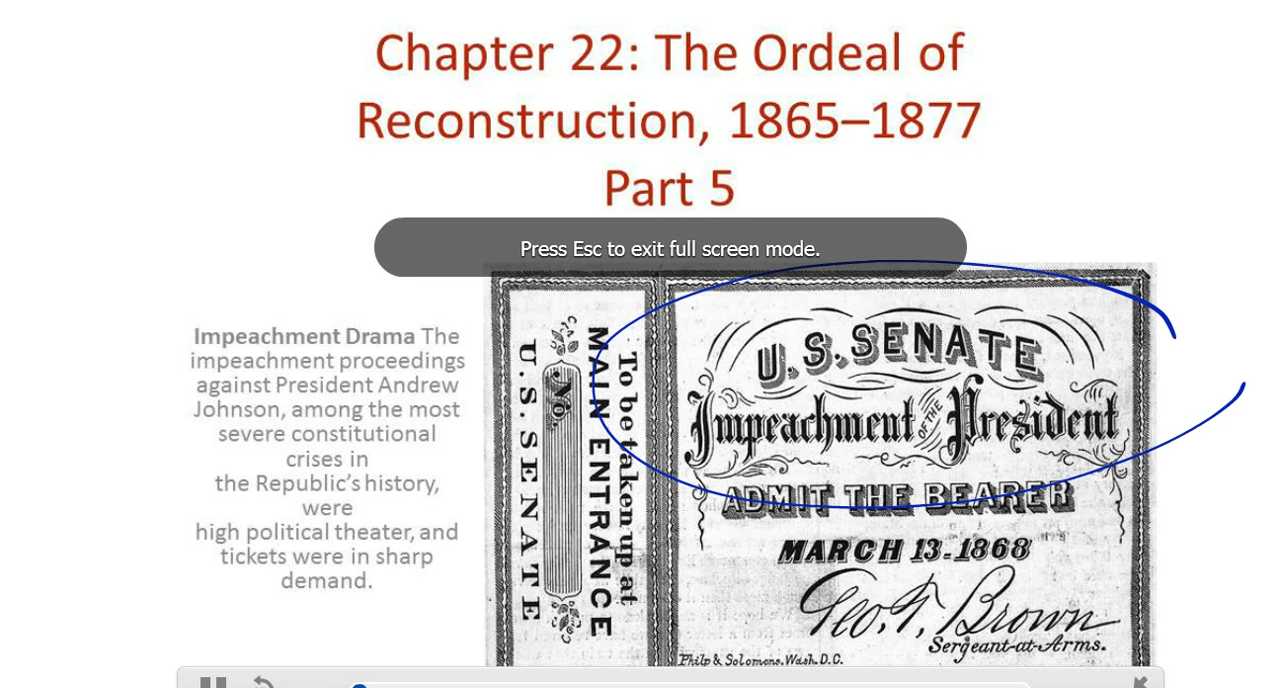 Chapter 22: The Ordeal of
Reconstruction, 1865–1877
Part 5
Press Esc to exit full screen mode.
Impeachment Drama The
impeachment proceedings
against President Andrew
Johnson, among the most
severe constitutional
crises in
the Republic's history,
were
high political theater, and
tickets were in sharp
demand.
To be taken up at
MAIN ENTRANCE
No.
U.S. SENATE
U.S. SENATE
Impeachment OF THE President
ADMIT THE BEARER
MARCH 13-1868
Geo. T. Brown
Sergeant-at-Arms.
Philp & Solomons. Wash. D.C.